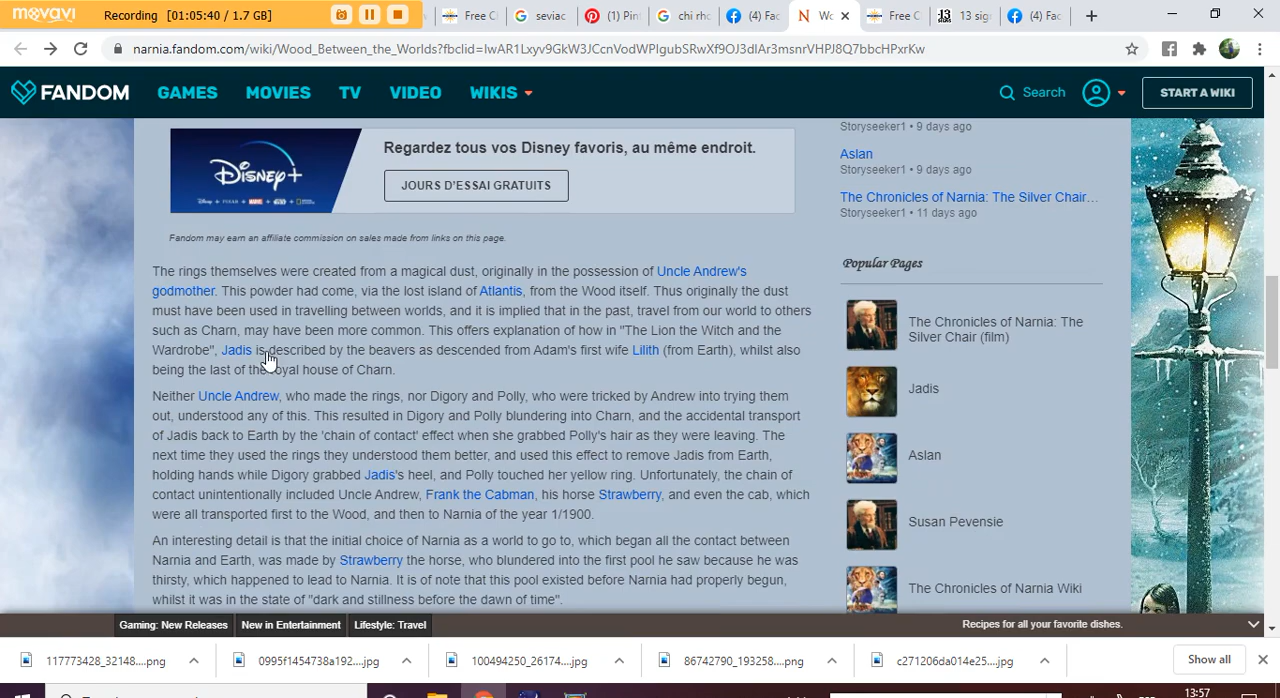 movavi Recording [01:05:40 / 1.7 GB]
Free C
seviac
(1) Pin
chi rho
(4) Fac
Wo
Free C
13 sig
(4) Fac
narnia.fandom.com/wiki/Wood_Between_the_Worlds?fbclid=IwAR1Lxyv9GkW3JCcnVodWPIgubSRwXf9OJ3dlAr3msnrVHPJ8Q7bbcHPxrKw
FANDOM GAMES MOVIES TV VIDEO WIKIS Search START A WIKI
Disney+
Regardez tous vos Disney favoris, au même endroit.
JOURS D'ESSAI GRATUITS
Fandom may earn an affiliate commission on sales made from links on this page.
The rings themselves were created from a magical dust, originally in the possession of Uncle Andrew's
godmother. This powder had come, via the lost island of Atlantis, from the Wood itself. Thus originally the dust
must have been used in travelling between worlds, and it is implied that in the past, travel from our world to others
such as Charn, may have been more common. This offers explanation of how in "The Lion the Witch and the
Wardrobe", Jadis is described by the beavers as descended from Adam's first wife Lilith (from Earth), whilst also
being the last of the royal house of Charn.
Neither Uncle Andrew, who made the rings, nor Digory and Polly, who were tricked by Andrew into trying them
out, understood any of this. This resulted in Digory and Polly blundering into Charn, and the accidental transport
of Jadis back to Earth by the 'chain of contact' effect when she grabbed Polly's hair as they were leaving. The
next time they used the rings they understood them better, and used this effect to remove Jadis from Earth,
holding hands while Digory grabbed Jadis's heel, and Polly touched her yellow ring. Unfortunately, the chain of
contact unintentionally included Uncle Andrew, Frank the Cabman, his horse Strawberry, and even the cab, which
were all transported first to the Wood, and then to Narnia of the year 1/1900.
An interesting detail is that the initial choice of Narnia as a world to go to, which began all the contact between
Narnia and Earth, was made by Strawberry the horse, who blundered into the first pool he saw because he was
thirsty, which happened to lead to Narnia. It is of note that this pool existed before Narnia had properly begun,
whilst it was in the state of "dark and stillness before the dawn of time".
Storyseeker1 • 9 days ago
Aslan
Storyseeker1 • 9 days ago
The Chronicles of Narnia: The Silver Chair…
Storyseeker1 • 11 days ago
Popular Pages
The Chronicles of Narnia: The
Silver Chair (film)
Jadis
Aslan
Susan Pevensie
The Chronicles of Narnia Wiki
Gaming: New Releases New in Entertainment Lifestyle: Travel Recipes for all your favorite dishes.
117773428_32148....png
0995f1454738a192....jpg
100494250_26174....jpg
86742790_193258....png
c271206da014e25....jpg
Show all
13:57